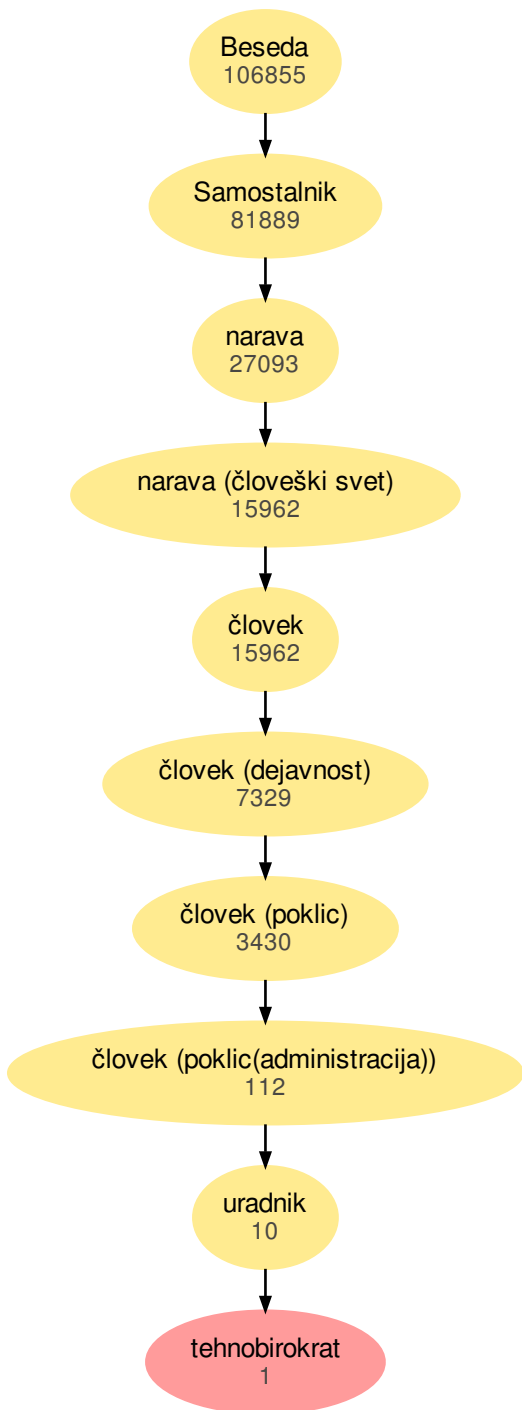 Beseda
106855
Samostalnik
81889
narava
27093
narava (človeški svet)
15962
človek
15962
človek (dejavnost)
7329
človek (poklic)
3430
človek (poklic(administracija))
112
uradnik
10
tehnobirokrat
1